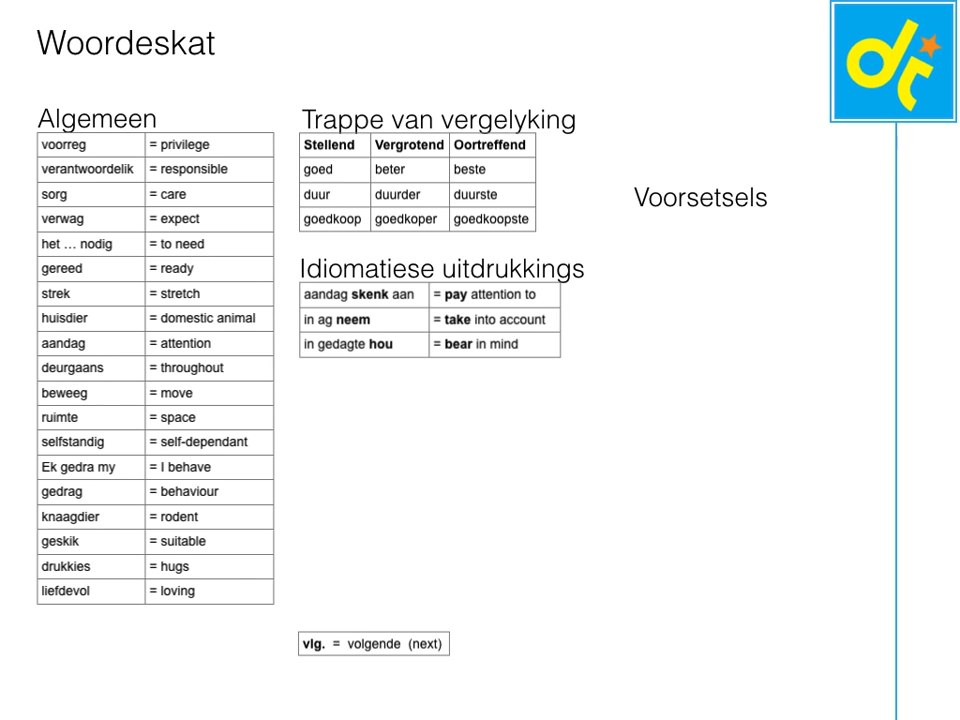 Woordeskat
Algemeen
voorreg = privilege
verantwoordelik = responsible
sorg = care
verwag = expect
het ... nodig = to need
gereed = ready
strek = stretch
huisdier = domestic animal
aandag = attention
deurgaans = throughout
beweeg = move
ruimte = space
selfstandig = self-dependant
Ek gedra my = I behave
gedrag = behaviour
knaagdier = rodent
geskik = suitable
drukkies = hugs
liefdevol = loving
Trappe van vergelyking
Stellend Vergrotend Oortreffend
goed beter beste
duur duurder duurste
goedkoop goedkoper goedkoopste
Idiomatiese uitdrukkings
aandag skenk aan = pay attention to
in ag neem = take into account
in gedagte hou = bear in mind
vlg. = volgende (next)
Voorsetsels